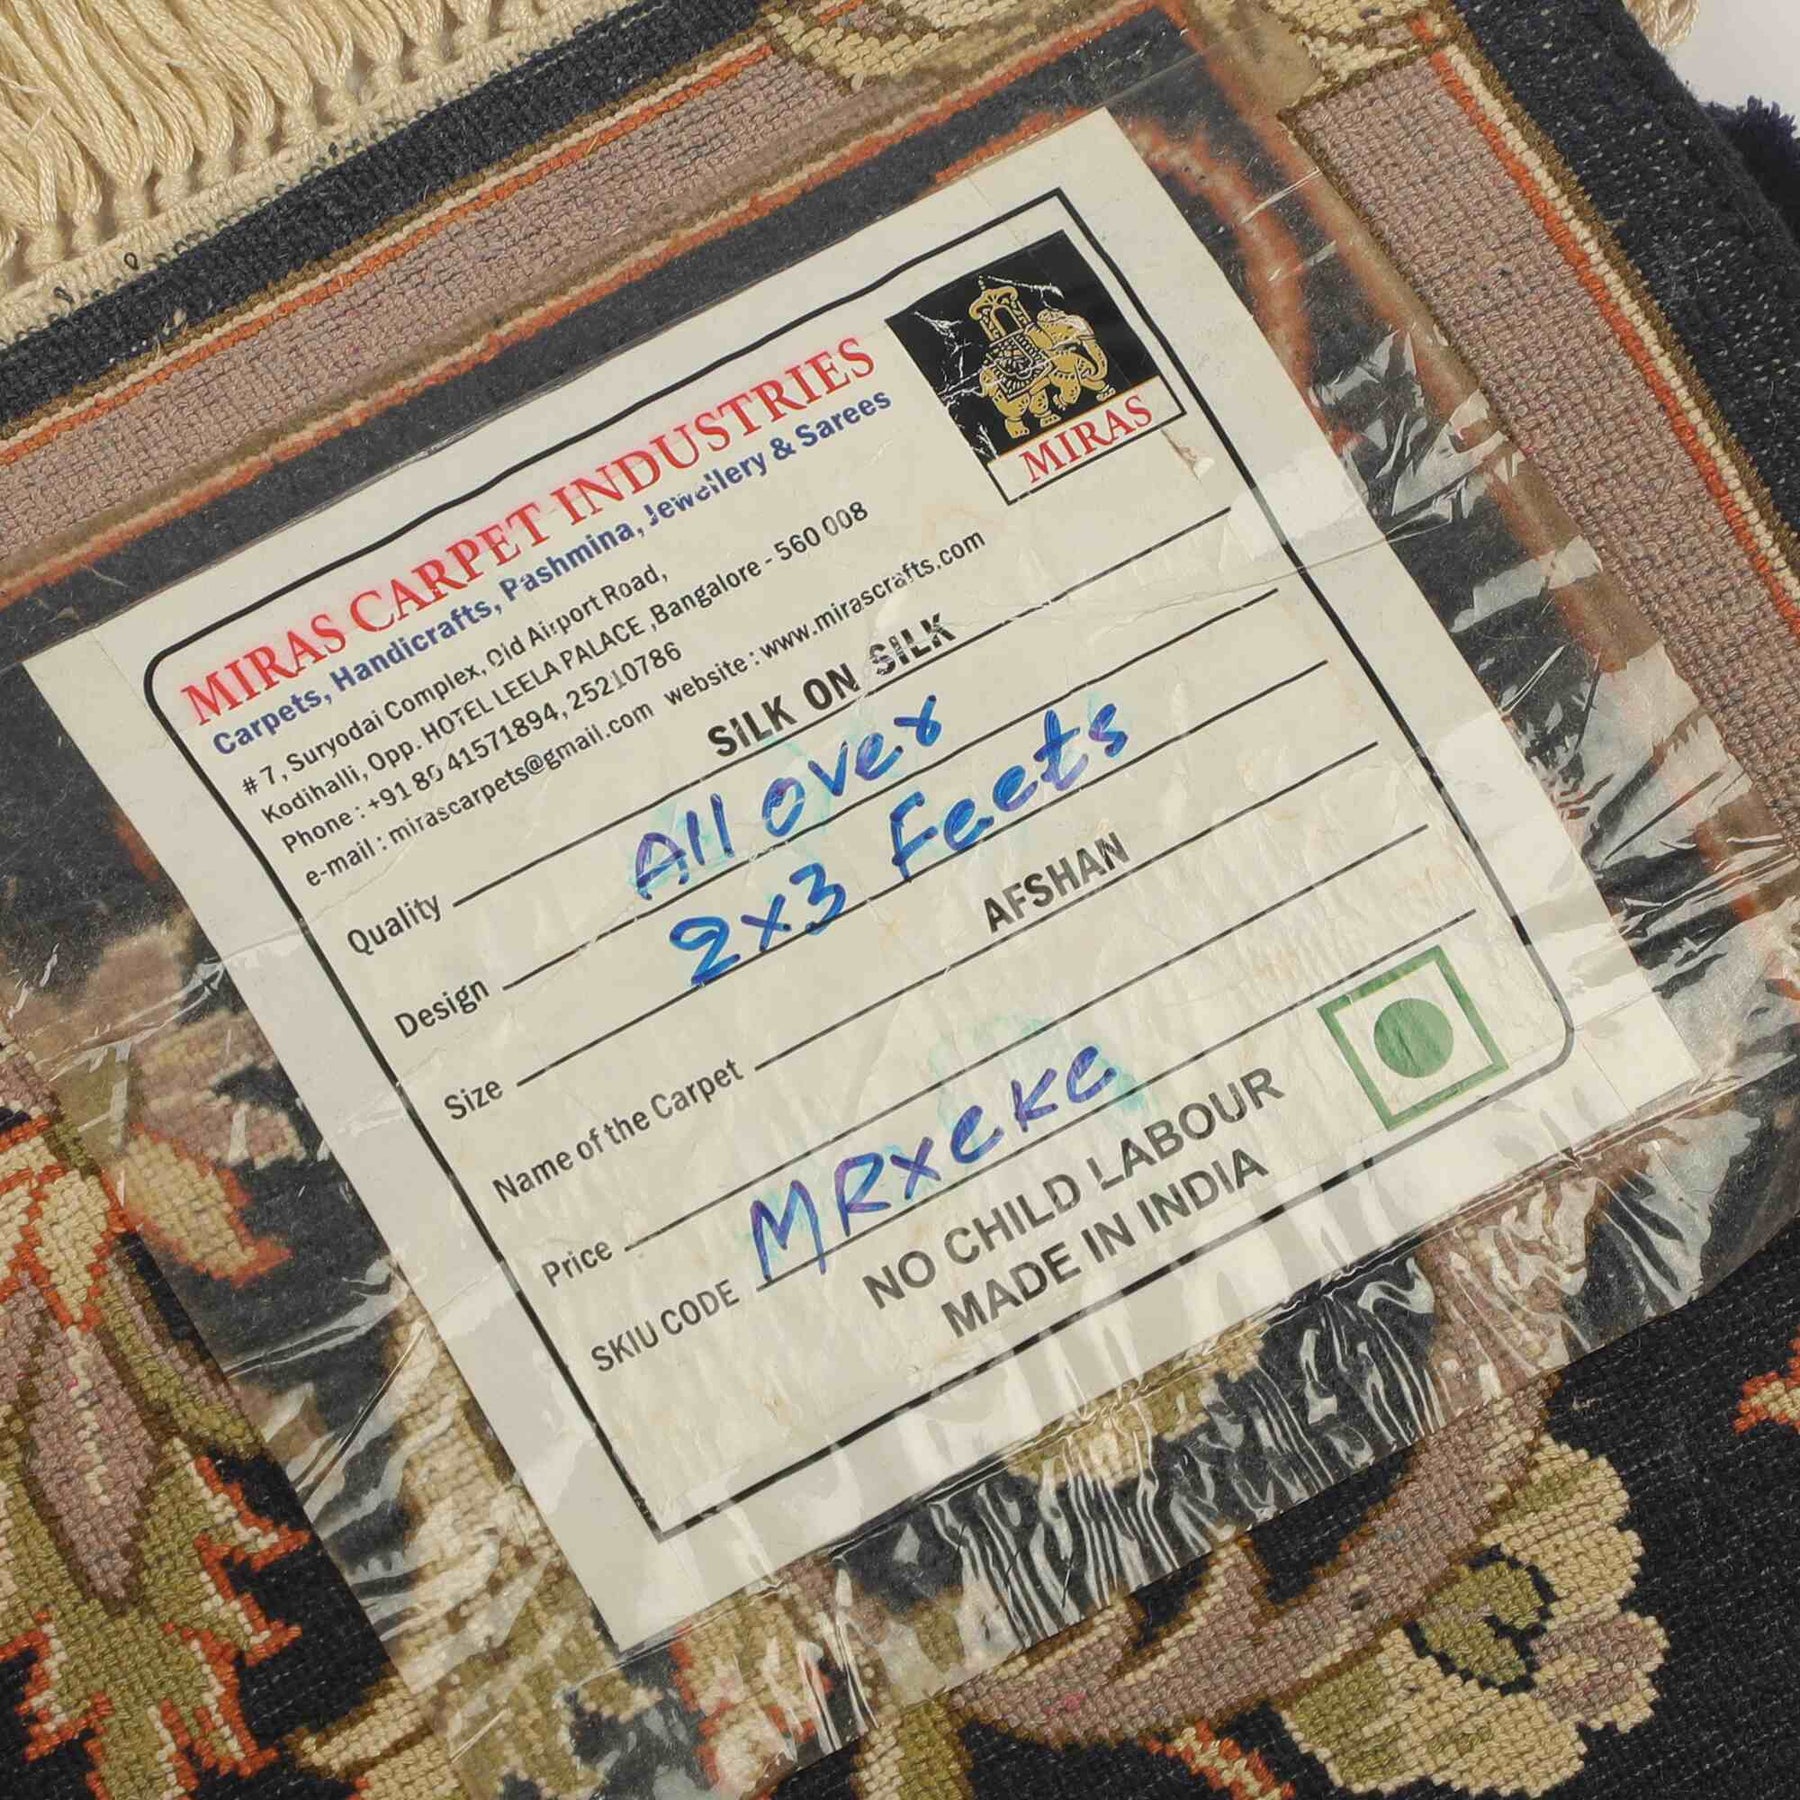 MIRAS CARPET INDUSTRIES
Carpets, Handicrafts, Pashmina, Jewellery & Sarees
# 7, Suryodai Complex, Old Airport Road,
Kodihalli, Opp. HOTEL LEELA PALACE ,Bangalore - 560 008
Phone : +91 80 41571894, 25210786
e-mail : mirascarpets@gmail.com website : www.mirascrafts.com
MIRAS
Quality SILK ON SILK
Design All over
Size 2x3 Feets
Name of the Carpet AFSHAN
Price
SKIU CODE MRxeke
NO CHILD LABOUR
MADE IN INDIA